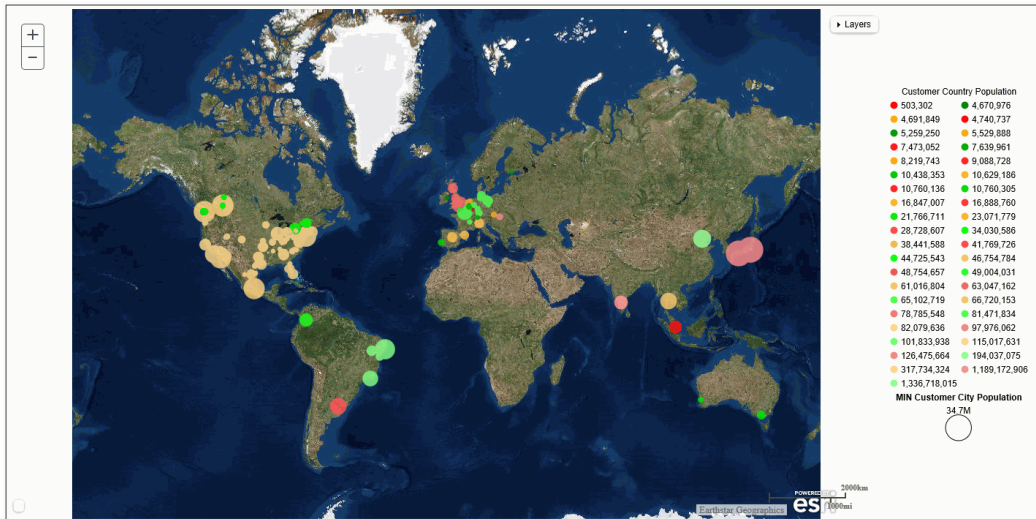 +
−
Layers
Customer Country Population
503,302 4,670,976
4,691,849 4,740,737
5,259,250 5,529,888
7,473,052 7,639,961
8,219,743 9,088,728
10,438,353 10,629,186
10,760,136 10,760,305
16,847,007 16,888,760
21,766,711 23,071,779
28,728,607 34,030,586
38,441,588 41,769,726
44,725,543 46,754,784
48,754,657 49,004,031
61,016,804 63,047,162
65,102,719 66,720,153
78,785,548 81,471,834
82,079,636 97,976,062
101,833,938 115,017,631
126,475,664 194,037,075
317,734,324 1,189,172,906
1,336,718,015
MIN Customer City Population
34.7M
2000km
POWERED
esri
1000mi
Earthstar Geographics